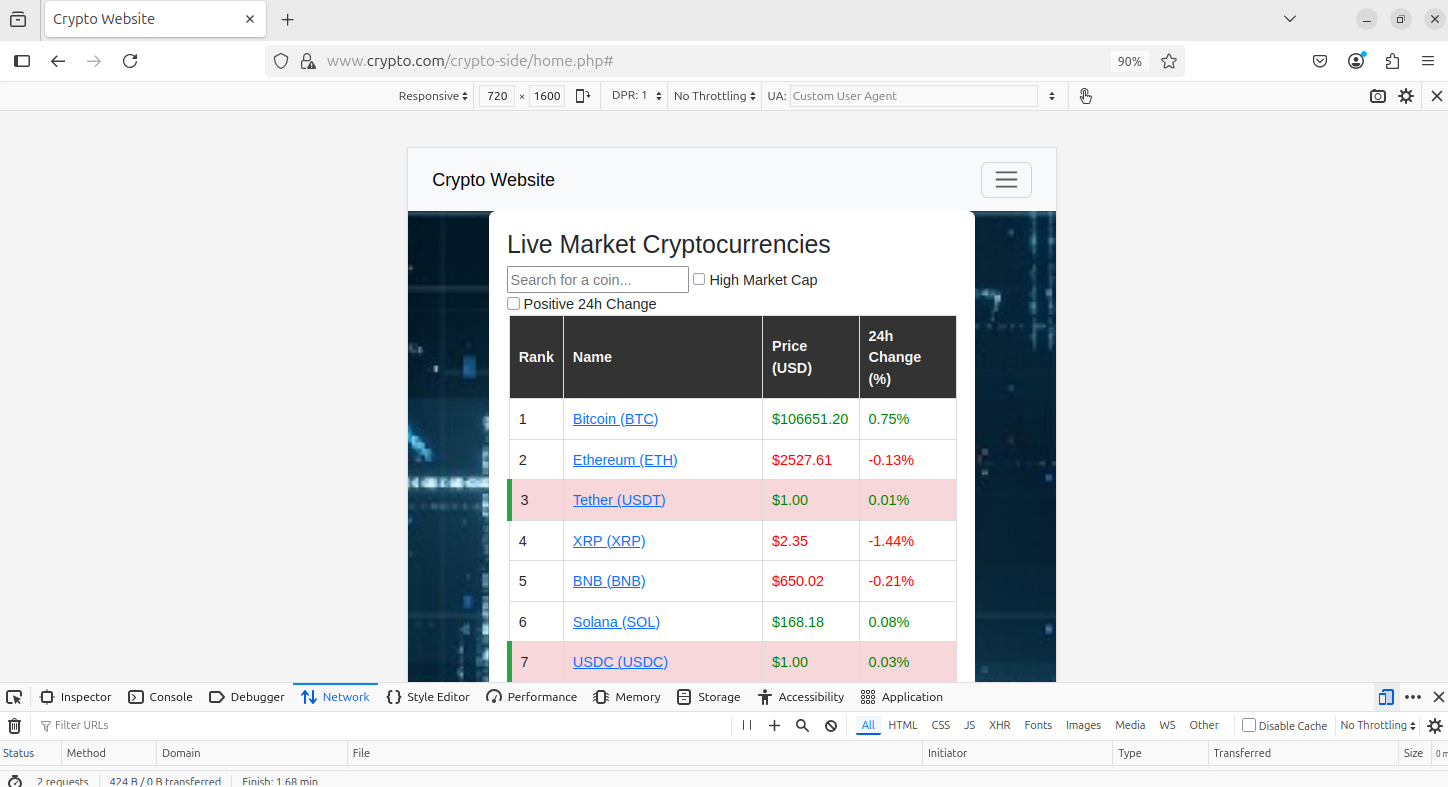 Crypto Website
www.crypto.com/crypto-side/home.php#
90%
Responsive
720 × 1600
DPR: 1
No Throttling
UA: Custom User Agent
Crypto Website
Live Market Cryptocurrencies
Search for a coin...
High Market Cap
Positive 24h Change
Rank Name Price (USD) 24h Change (%)
1 Bitcoin (BTC) $106651.20 0.75%
2 Ethereum (ETH) $2527.61 -0.13%
3 Tether (USDT) $1.00 0.01%
4 XRP (XRP) $2.35 -1.44%
5 BNB (BNB) $650.02 -0.21%
6 Solana (SOL) $168.18 0.08%
7 USDC (USDC) $1.00 0.03%
Inspector Console Debugger Network Style Editor Performance Memory Storage Accessibility Application
Filter URLs
All HTML CSS JS XHR Fonts Images Media WS Other Disable Cache No Throttling
Status Method Domain File Initiator Type Transferred Size 0 m
2 requests 424 B / 0 B transferred Finish: 1.68 min